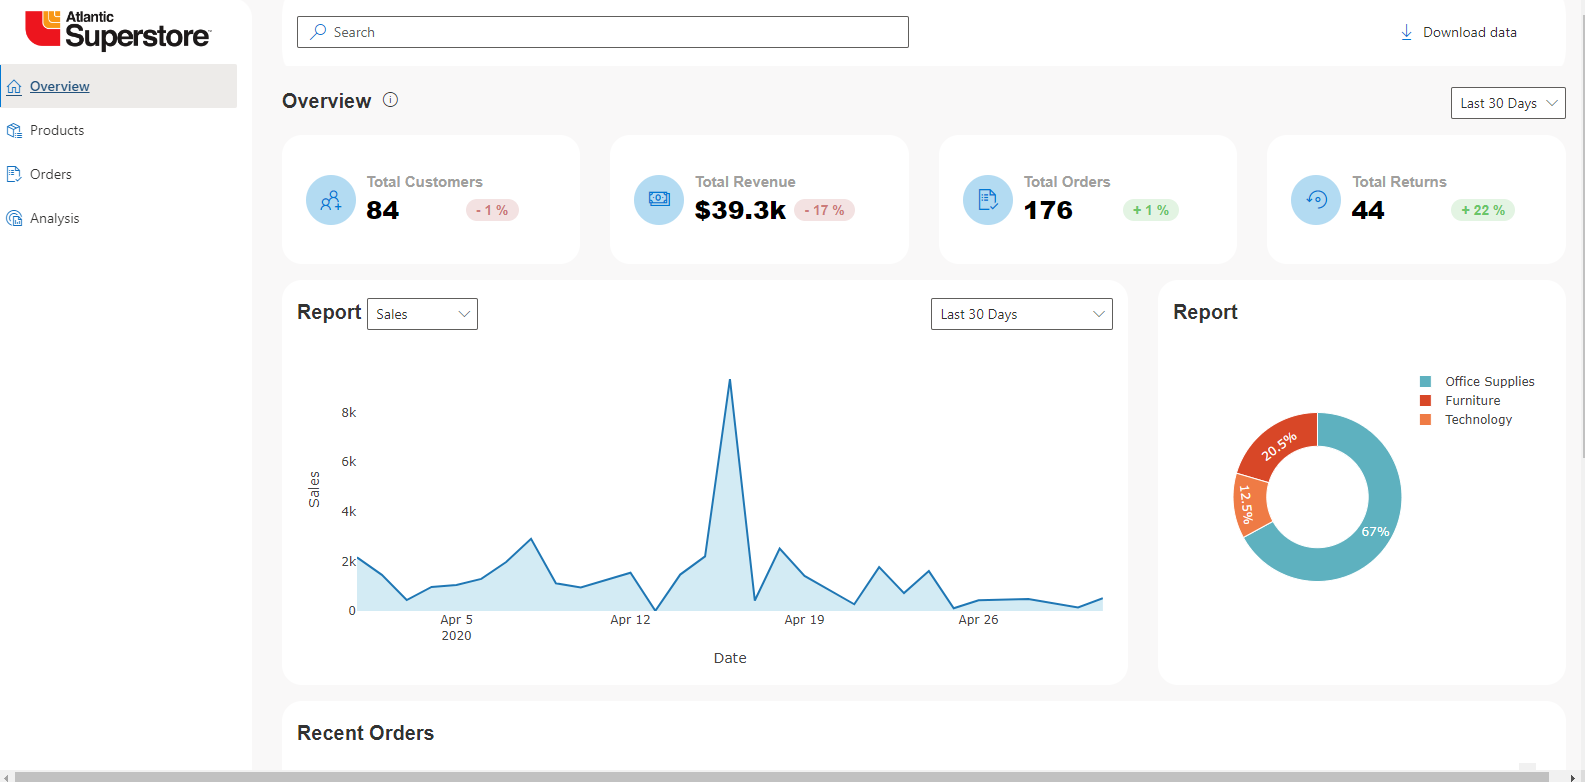 Atlantic
Superstore
Search
Download data
Overview
Products
Orders
Analysis
Overview
Last 30 Days
Total Customers
84
- 1 %
Total Revenue
$39.3k
- 17 %
Total Orders
176
+ 1 %
Total Returns
44
+ 22 %
Report
Sales
Last 30 Days
8k
6k
4k
2k
0
Sales
Apr 5
2020
Apr 12
Apr 19
Apr 26
Date
Report
Office Supplies
Furniture
Technology
20.5%
12.5%
67%
Recent Orders